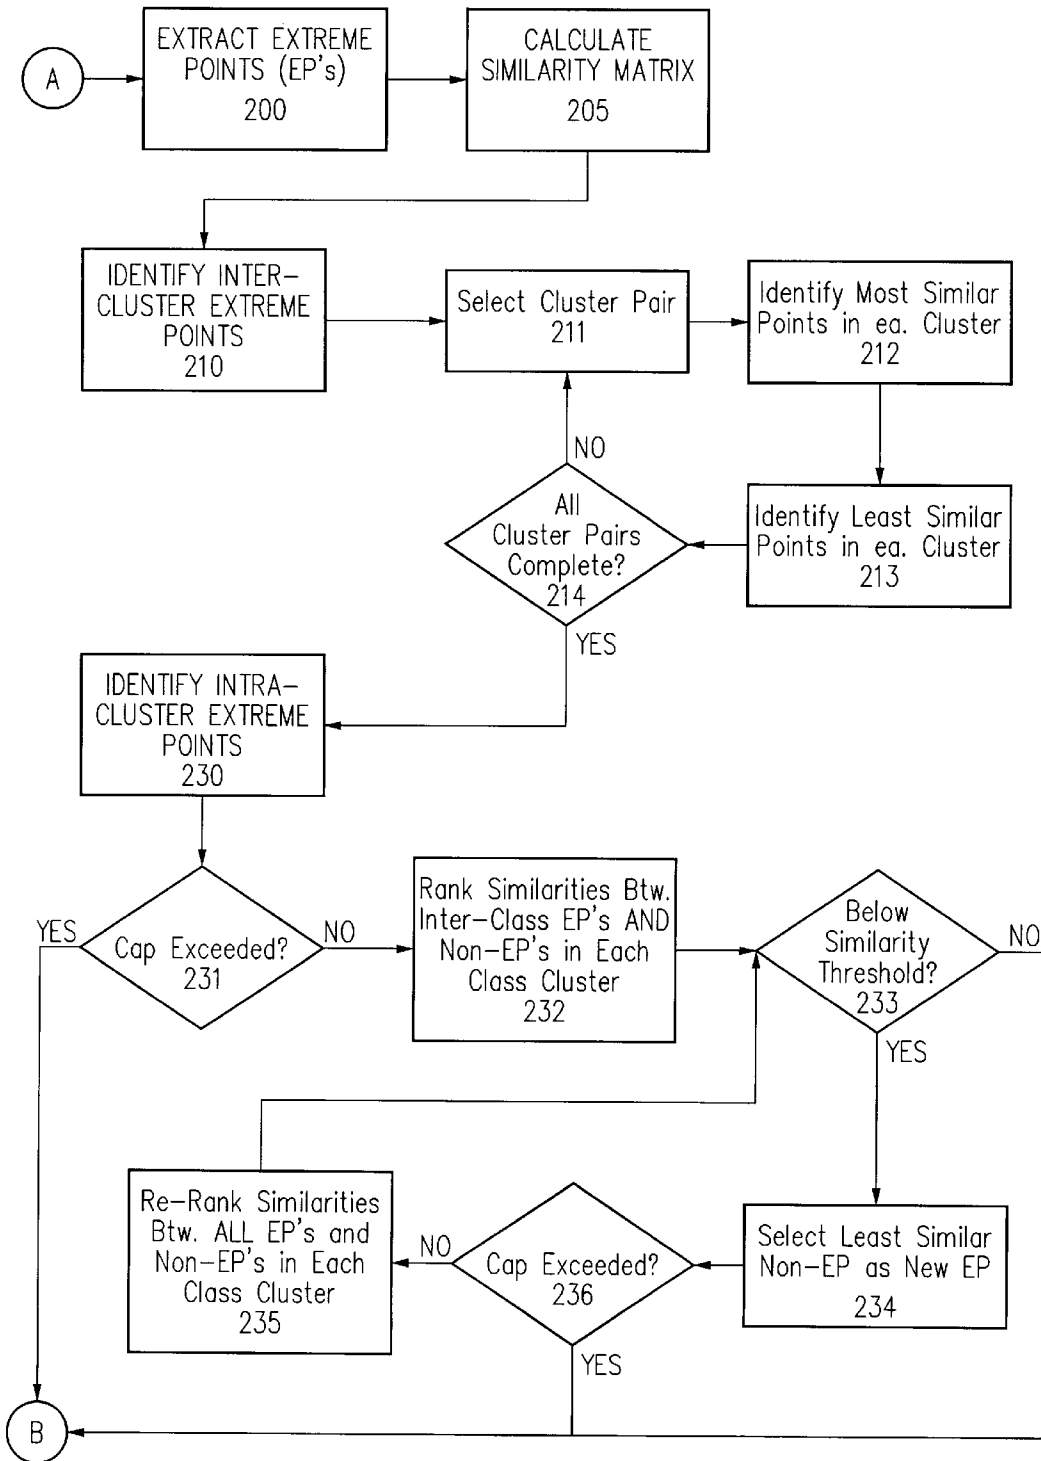 A
EXTRACT EXTREME
POINTS (EP's)
200
CALCULATE
SIMILARITY MATRIX
205
IDENTIFY INTER-
CLUSTER EXTREME
POINTS
210
Select Cluster Pair
211
Identify Most Similar
Points in ea. Cluster
212
NO
All
Cluster Pairs
Complete?
214
Identify Least Similar
Points in ea. Cluster
213
YES
IDENTIFY INTRA-
CLUSTER EXTREME
POINTS
230
YES
Cap Exceeded?
231
NO
Rank Similarities Btw.
Inter-Class EP's AND
Non-EP's in Each
Class Cluster
232
Below
Similarity
Threshold?
233
NO
YES
Re-Rank Similarities
Btw. ALL EP's and
Non-EP's in Each
Class Cluster
235
NO
Cap Exceeded?
236
Select Least Similar
Non-EP as New EP
234
YES
B